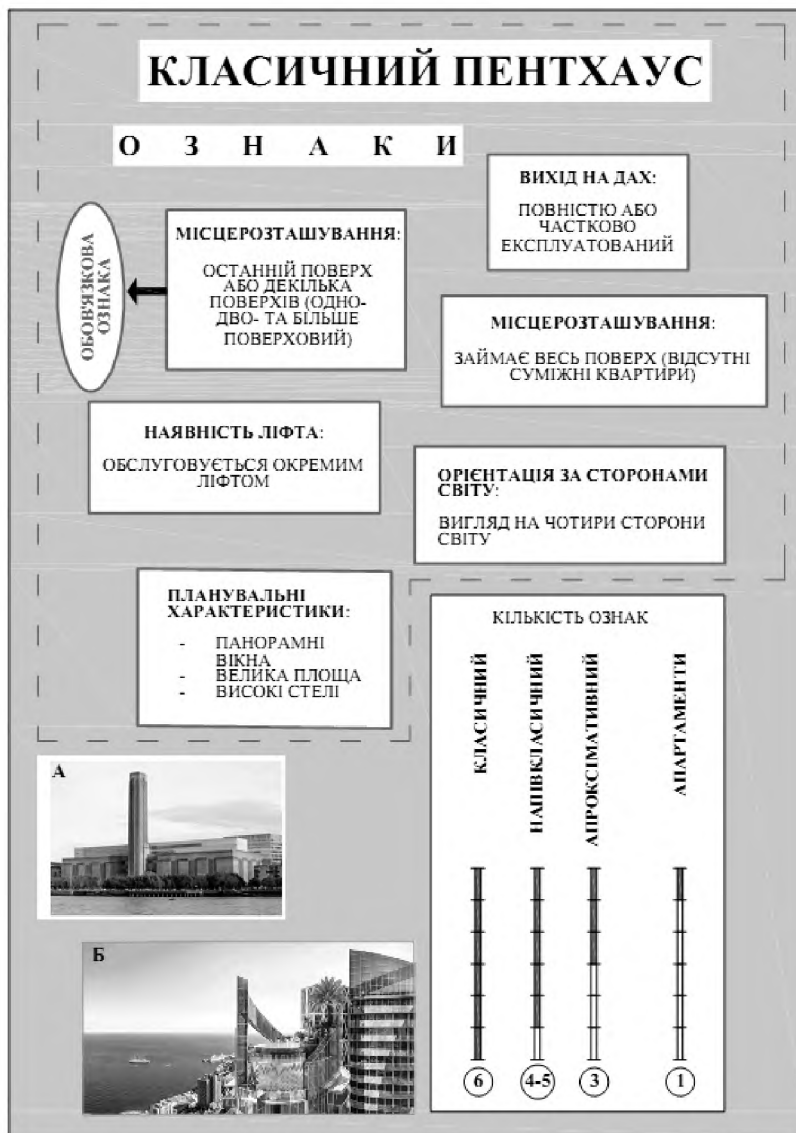 КЛАСИЧНИЙ ПЕНТХАУС
О З Н А К И
ВИХІД НА ДАХ:
ПОВНІСТЮ АБО
ЧАСТКОВО
ЕКСПЛУАТОВАНИЙ
ОБОВ'ЯЗКОВА
ОЗНАКА
МІСЦЕРОЗТАШУВАННЯ:
ОСТАННІЙ ПОВЕРХ
АБО ДЕКІЛЬКА
ПОВЕРХІВ (ОДНО-
ДВО- ТА БІЛЬШЕ
ПОВЕРХОВИЙ)
МІСЦЕРОЗТАШУВАННЯ:
ЗАЙМАЄ ВЕСЬ ПОВЕРХ (ВІДСУТНІ
СУМІЖНІ КВАРТИРИ)
НАЯВНІСТЬ ЛІФТА:
ОБСЛУГОВУЄТЬСЯ ОКРЕМИМ
ЛІФТОМ
ОРІЄНТАЦІЯ ЗА СТОРОНАМИ
СВІТУ:
ВИГЛЯД НА ЧОТИРИ СТОРОНИ
СВІТУ
ПЛАНУВАЛЬНІ
ХАРАКТЕРИСТИКИ:
- ПАНОРАМНІ
ВІКНА
- ВЕЛИКА ПЛОЩА
- ВИСОКІ СТЕЛІ
КІЛЬКІСТЬ ОЗНАК
КЛАСИЧНИЙ
НАПІВКЛАСИЧНИЙ
АПРОКСІМАТИВНИЙ
АПАРТАМЕНТИ
6
4-5
3
1
А
Б